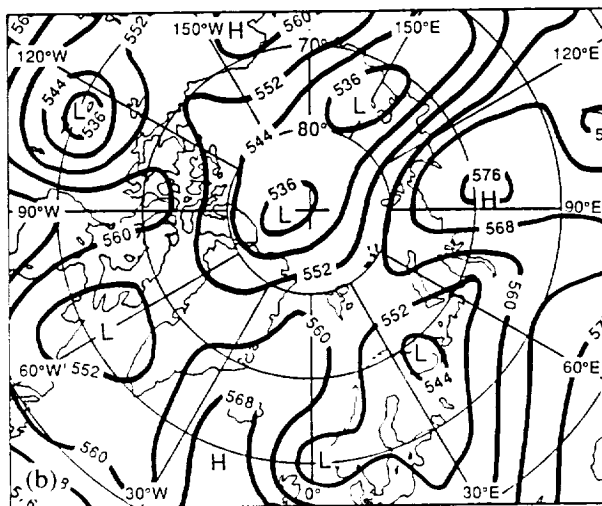 552 150°W H 560 150°E
120°W 70° 120°E
560 552 536
544 L L
536 544 80°
536 576
L H
90°W 90°E
560 568
552
552 560
L 560
60°W 552 L 60°E
568 544
560 H L
(b)
30°W 0° 30°E